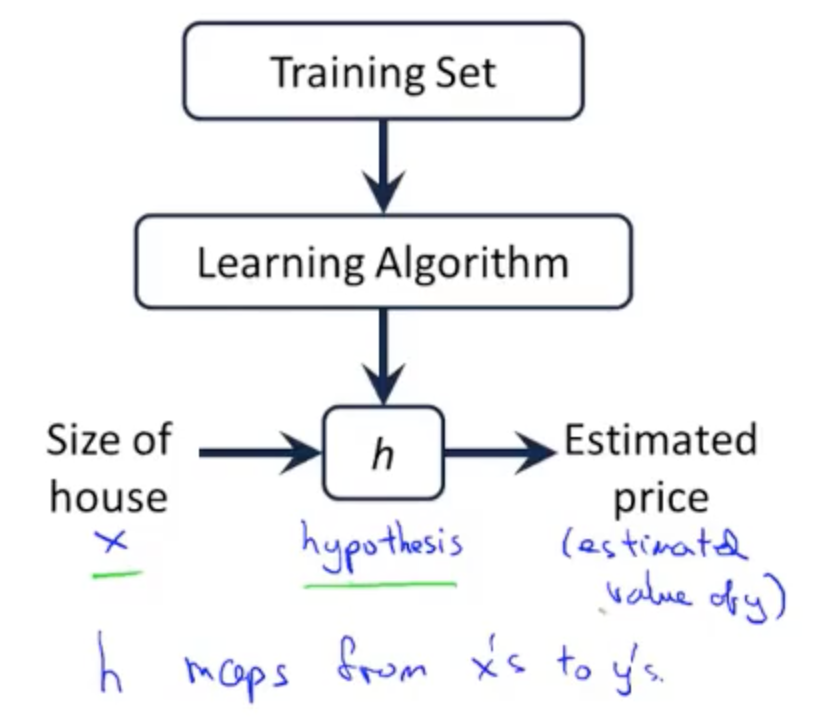 Training Set
Learning Algorithm
Size of
house
h
Estimated
price
x
hypothesis
(estimated
value of y)
h maps from x's to y's.